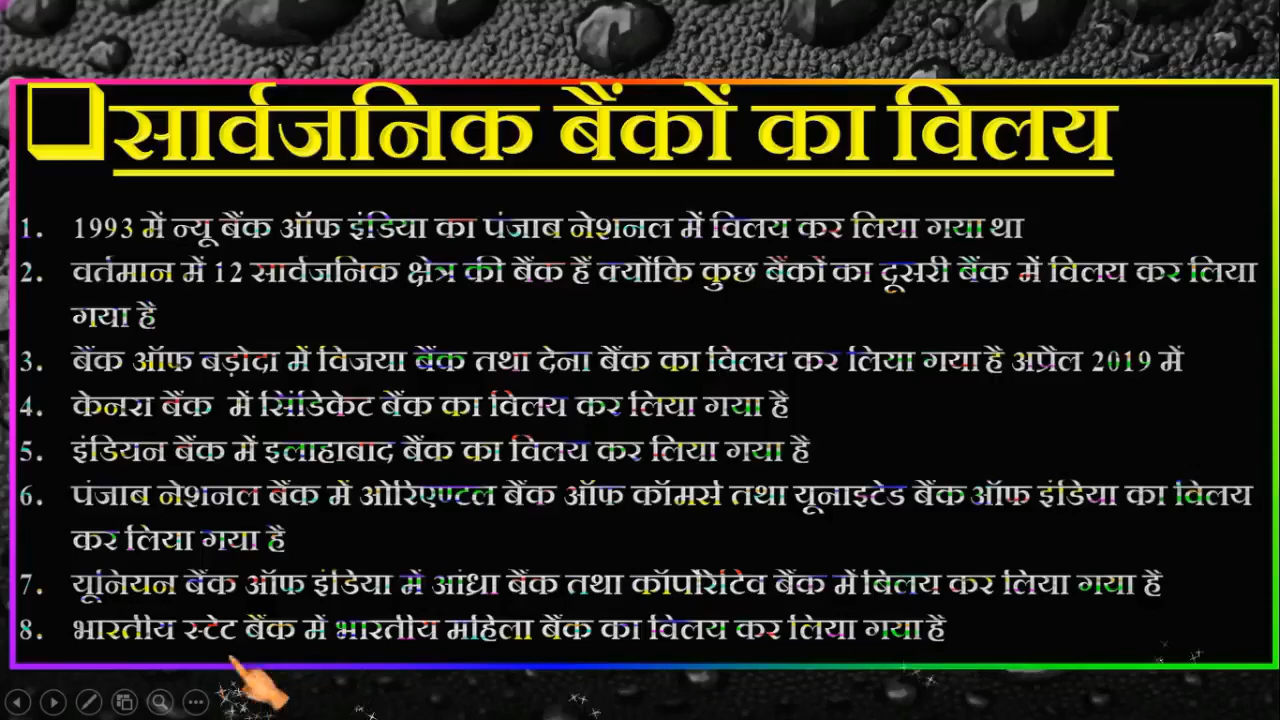 सार्वजनिक बैंकों का विलय
1. 1993 में न्यू बैंक ऑफ इंडिया का पंजाब नेशनल में विलय कर लिया गया था
2. वर्तमान में 12 सार्वजनिक क्षेत्र की बैंक हैं क्योंकि कुछ बैंकों का दूसरी बैंक में विलय कर लिया
गया है
3. बैंक ऑफ बड़ोदा में विजया बैंक तथा देना बैंक का विलय कर लिया गया है अप्रैल 2019 में
4. केनरा बैंक में सिंडिकेट बैंक का विलय कर लिया गया है
5. इंडियन बैंक में इलाहाबाद बैंक का विलय कर लिया गया है
6. पंजाब नेशनल बैंक में ओरिएण्टल बैंक ऑफ कॉमर्स तथा यूनाइटेड बैंक ऑफ इंडिया का विलय
कर लिया गया है
7. यूनियन बैंक ऑफ इंडिया में आंध्रा बैंक तथा कॉर्पोरेटिव बैंक में बिलय कर लिया गया है
8. भारतीय स्टेट बैंक में भारतीय महिला बैंक का विलय कर लिया गया है